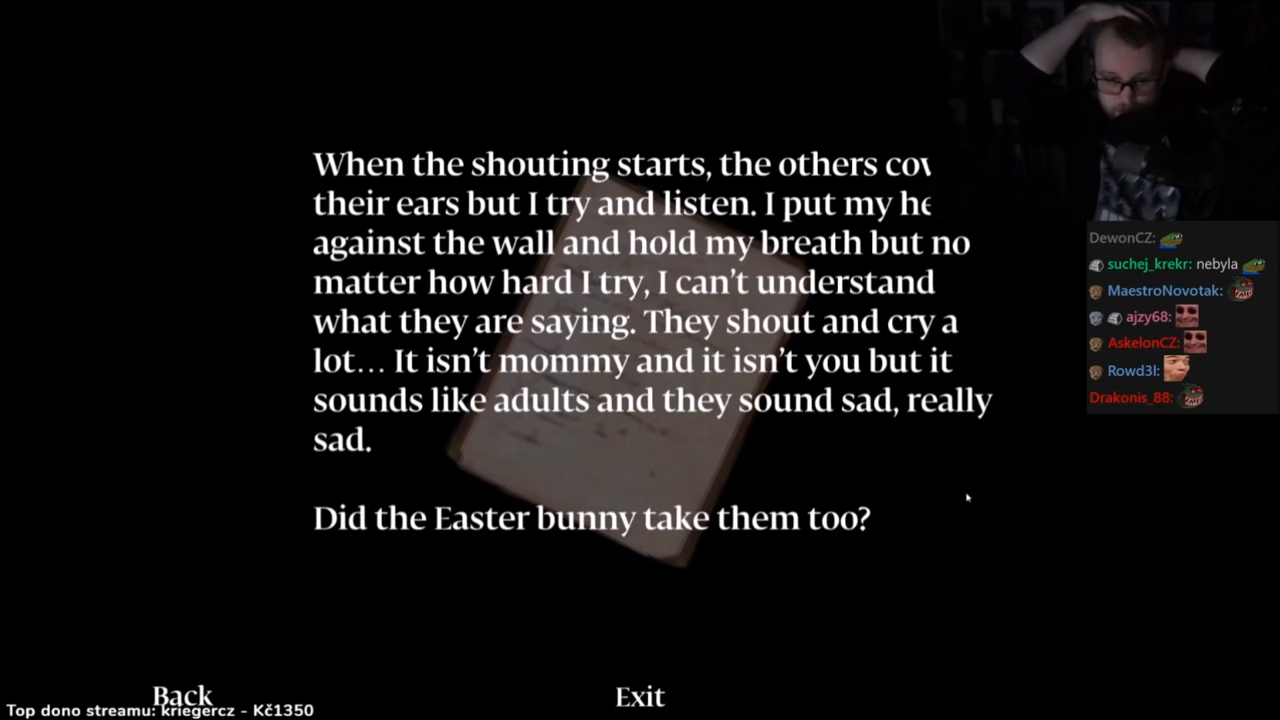 When the shouting starts, the others
their ears but I try and listen. I put my
against the wall and hold my breath but no
matter how hard I try, I can’t understand
what they are saying. They shout and cry a
lot… It isn’t mommy and it isn’t you but it
sounds like adults and they sound sad, really
sad.
Did the Easter bunny take them too?
DewonCZ:
suchej_krekr: nebyla
MaestroNovotak:
ajzy68:
AskelonCZ:
Rowd3l:
Drakonis_88:
Back
Exit
Top dono streamu: kriegercz - Kč1350